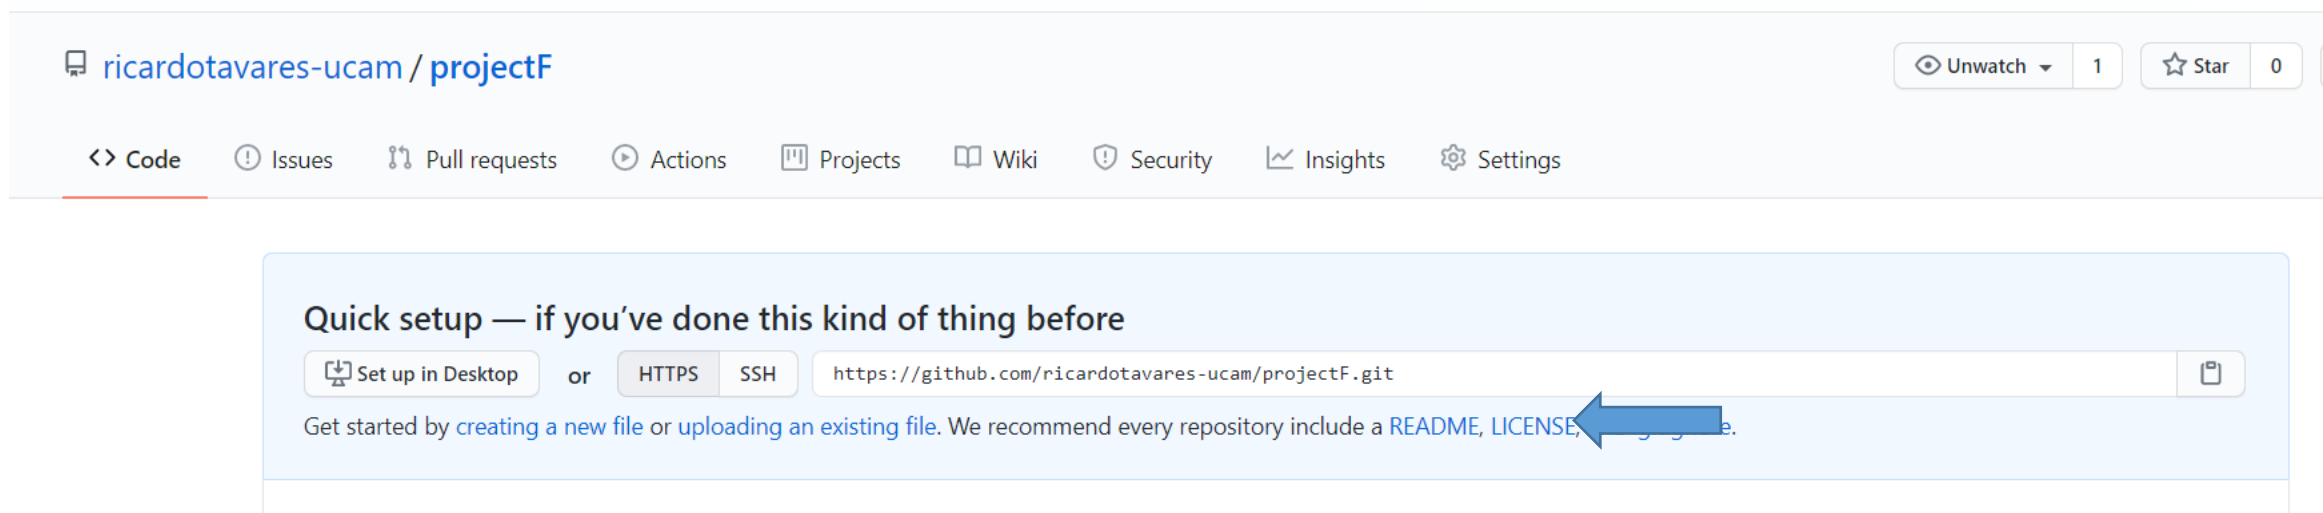 ricardotavares-ucam / projectF
Unwatch 1 Star 0
Code Issues Pull requests Actions Projects Wiki Security Insights Settings
Quick setup — if you’ve done this kind of thing before
Set up in Desktop or HTTPS SSH https://github.com/ricardotavares-ucam/projectF.git
Get started by creating a new file or uploading an existing file. We recommend every repository include a README, LICENSE,